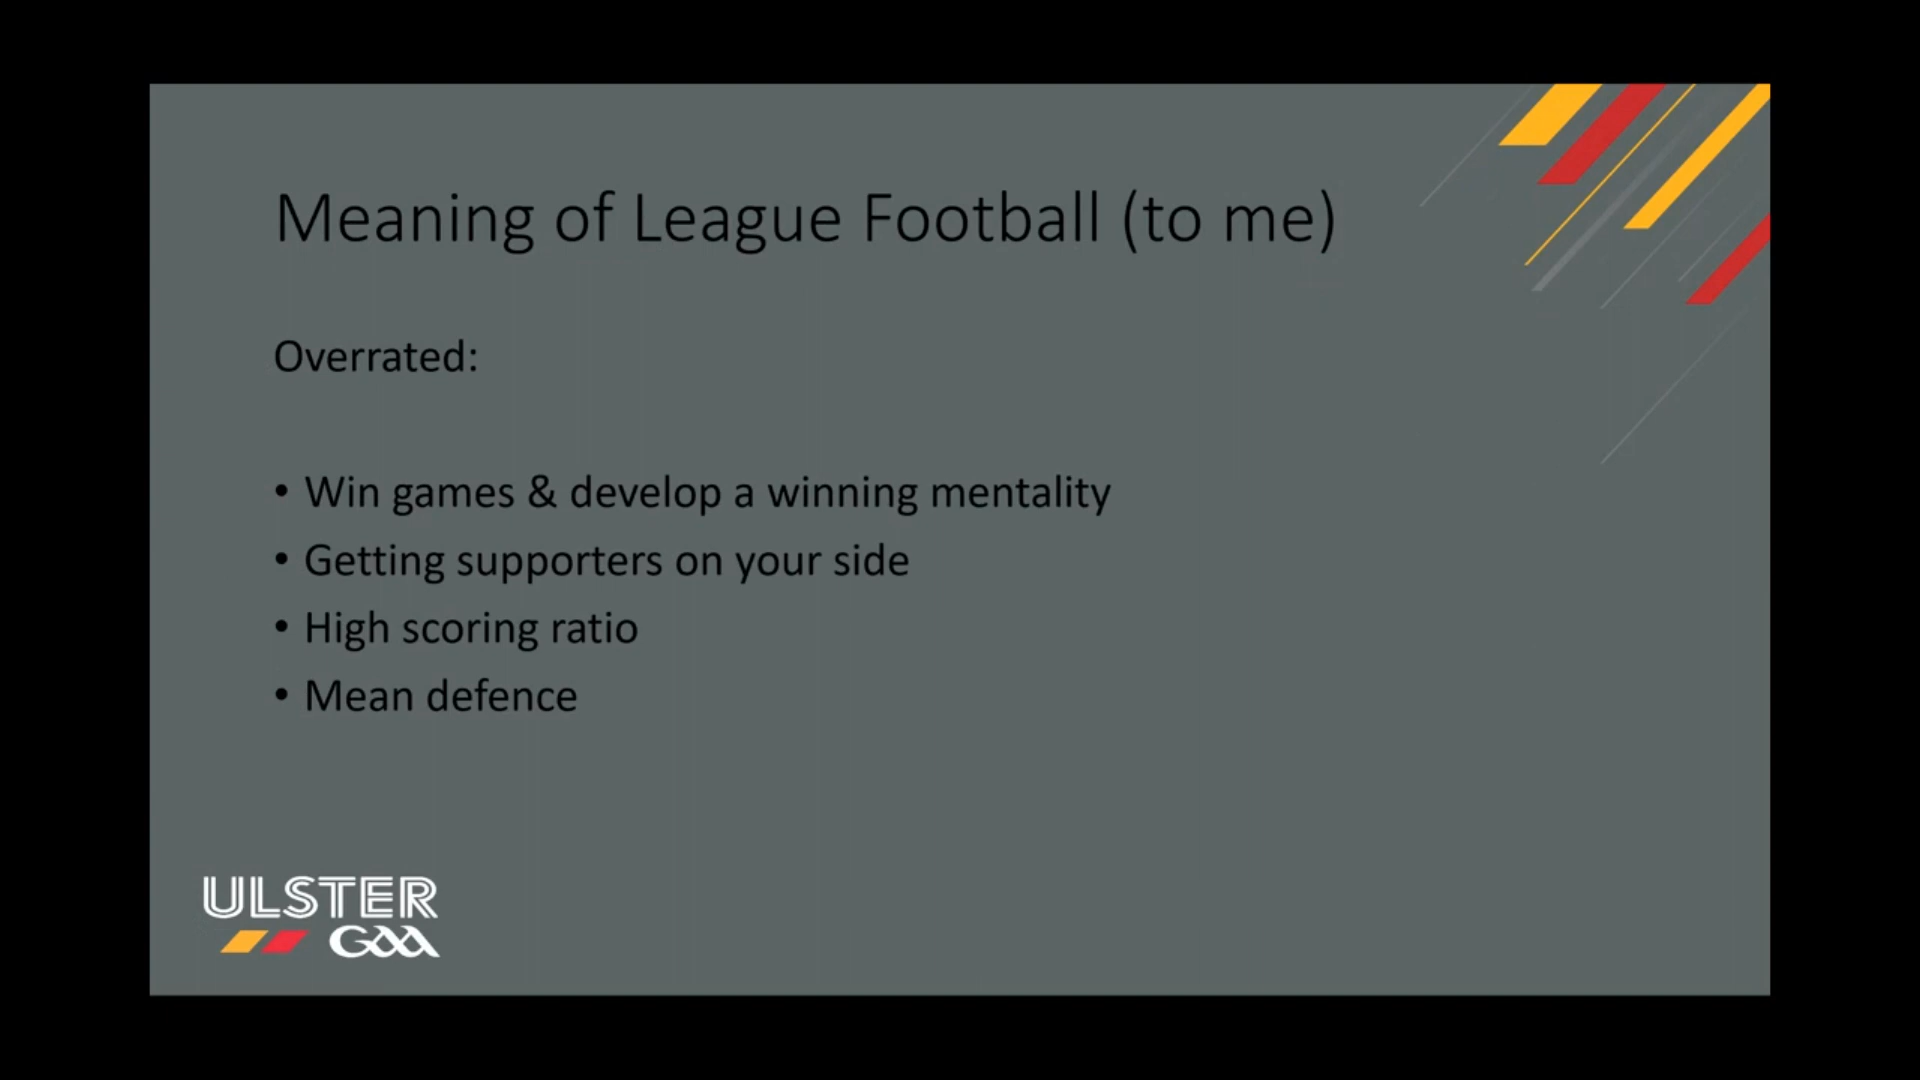 Meaning of League Football (to me)
Overrated:
• Win games & develop a winning mentality
• Getting supporters on your side
• High scoring ratio
• Mean defence
ULSTER
GAA